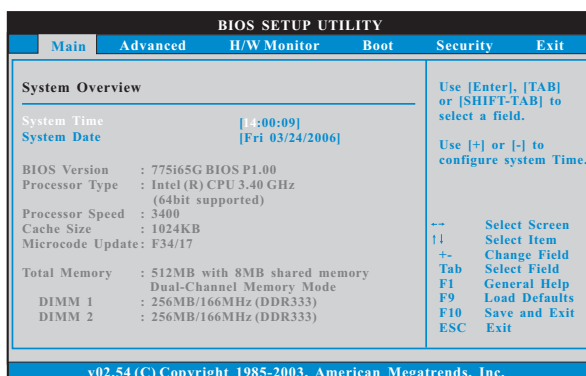 BIOS SETUP UTILITY
Main Advanced H/W Monitor Boot Security Exit
System Overview
System Time [14:00:09]
System Date [Fri 03/24/2006]
BIOS Version : 775i65G BIOS P1.00
Processor Type : Intel (R) CPU 3.40 GHz
(64bit supported)
Processor Speed : 3400
Cache Size : 1024KB
Microcode Update : F34/17
Total Memory : 512MB with 8MB shared memory
Dual-Channel Memory Mode
DIMM 1 : 256MB/166MHz (DDR333)
DIMM 2 : 256MB/166MHz (DDR333)
Use [Enter], [TAB]
or [SHIFT-TAB] to
select a field.
Use [+] or [-] to
configure system Time.
←→ Select Screen
↑↓ Select Item
+- Change Field
Tab Select Field
F1 General Help
F9 Load Defaults
F10 Save and Exit
ESC Exit
v02.54 (C) Copyright 1985-2003, American Megatrends, Inc.